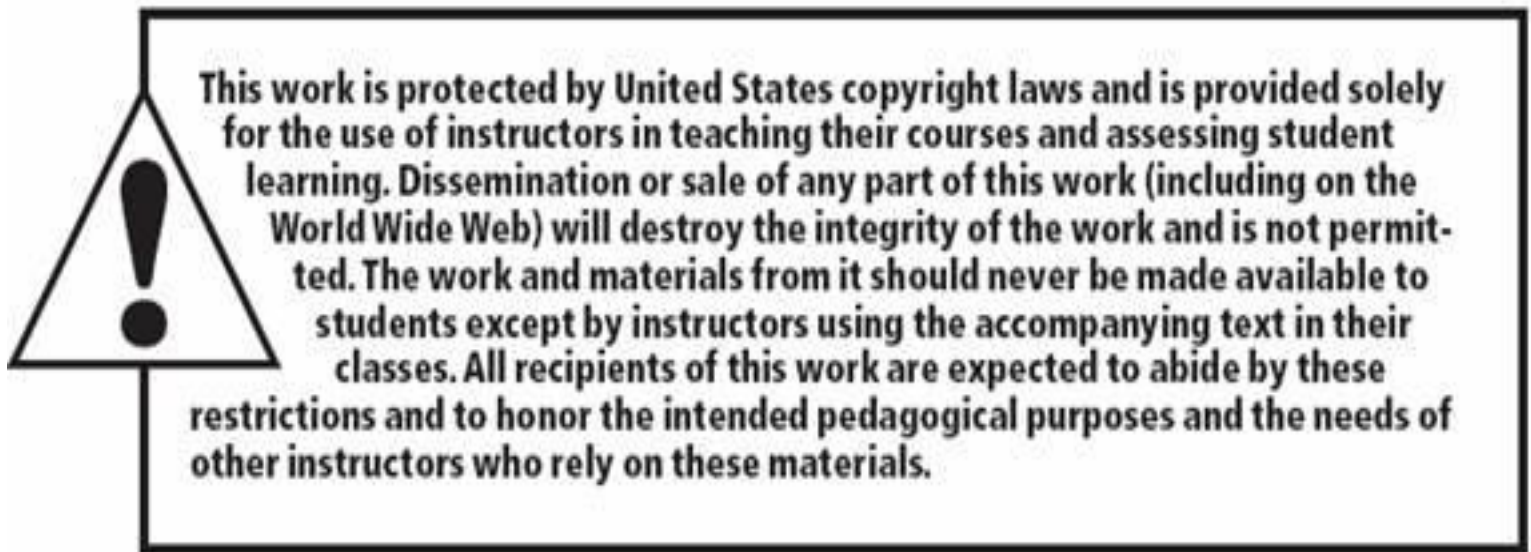 This work is protected by United States copyright laws and is provided solely
for the use of instructors in teaching their courses and assessing student
learning. Dissemination or sale of any part of this work (including on the
World Wide Web) will destroy the integrity of the work and is not permit-
ted. The work and materials from it should never be made available to
students except by instructors using the accompanying text in their
classes. All recipients of this work are expected to abide by these
restrictions and to honor the intended pedagogical purposes and the needs of
other instructors who rely on these materials.